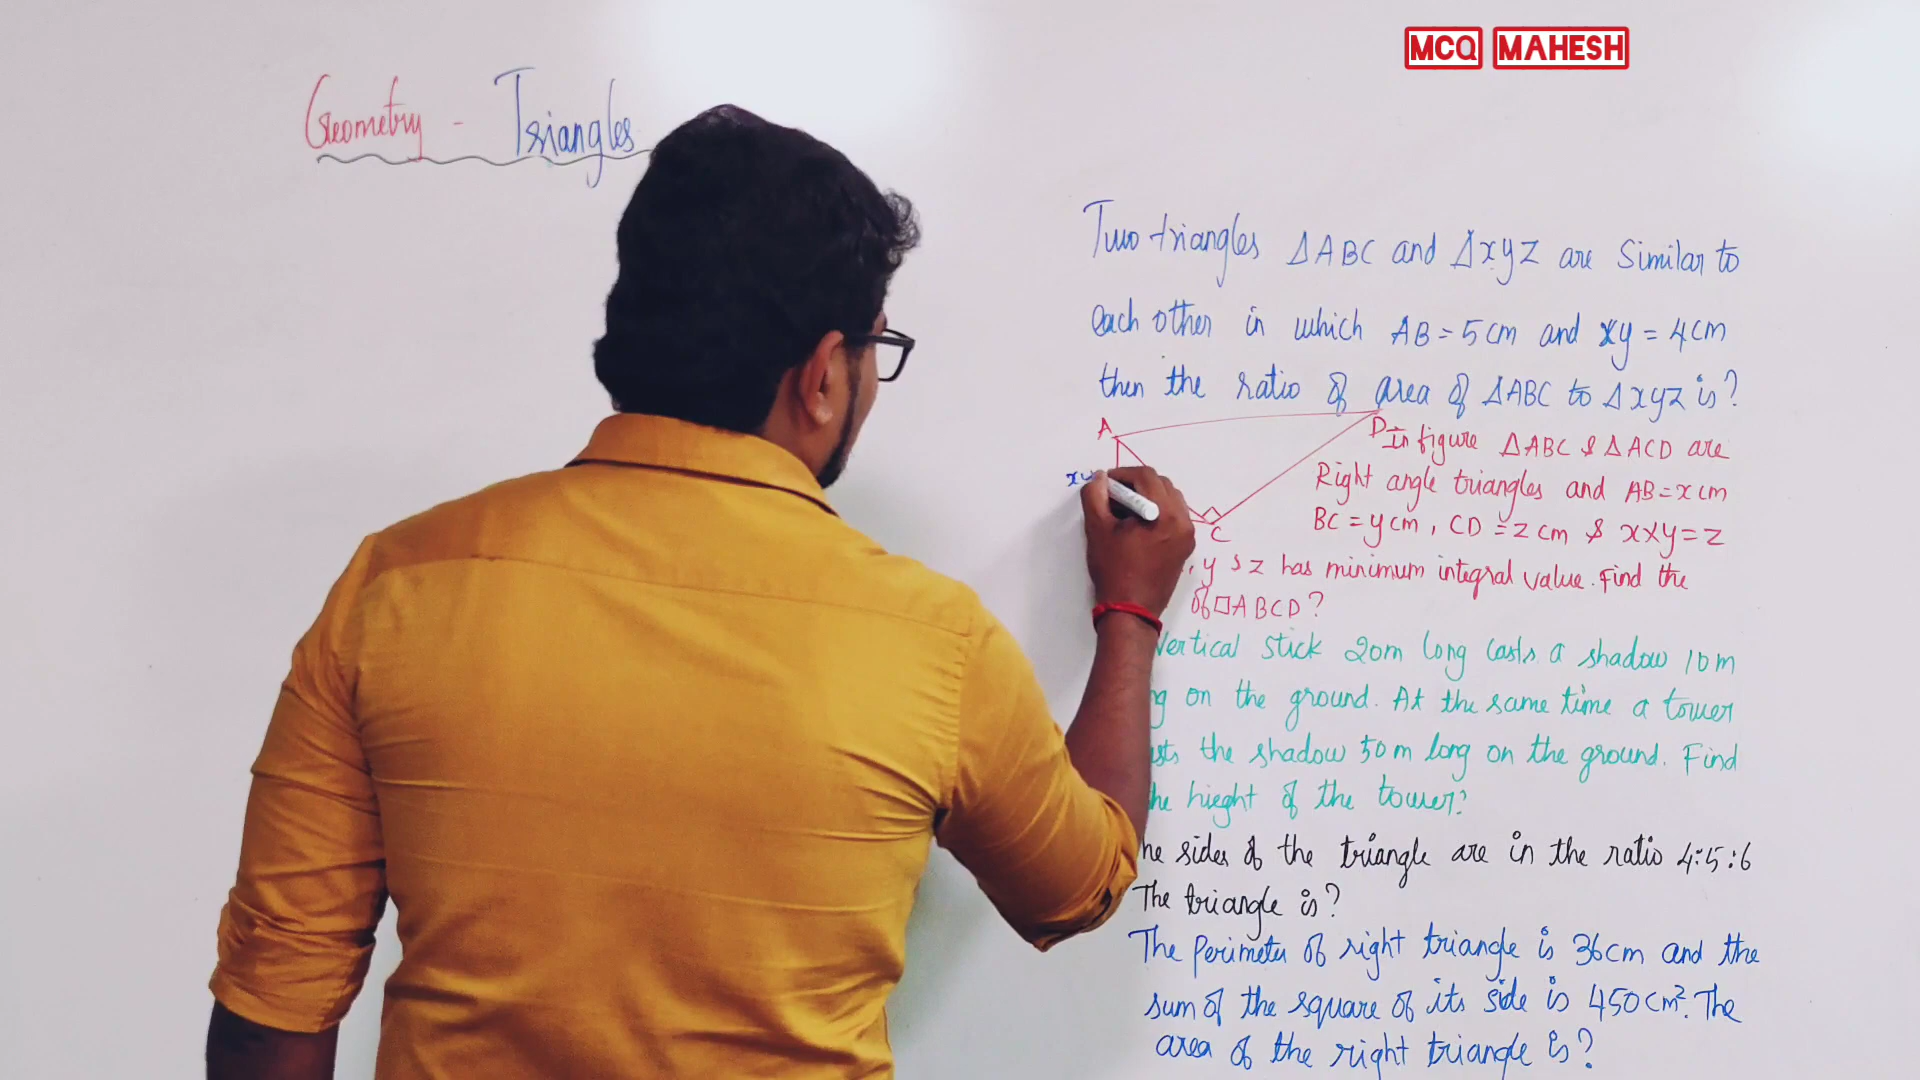 MCQ MAHESH
Geometry - Triangles
Two triangles ΔABC and Δxyz are Similar to
each other in which AB = 5cm and xy = 4cm
then the ratio of area of ΔABC to Δxyz is?
A
D
C
In figure ΔABC & ΔACD are
Right angle triangles and AB = x cm
BC = y cm, CD = z cm & x×y = z
, y & z has minimum integral value. Find the
of □ABCD?
Vertical stick 20m long casts a shadow 10m
on the ground. At the same time a tower
the shadow 50m long on the ground. Find
hieght of the tower?
sides of the triangle are in the ratio 4:5:6
The triangle is?
The Perimeter of right triangle is 36cm and the
sum of the square of its side is 450cm². The
area of the right triangle is?